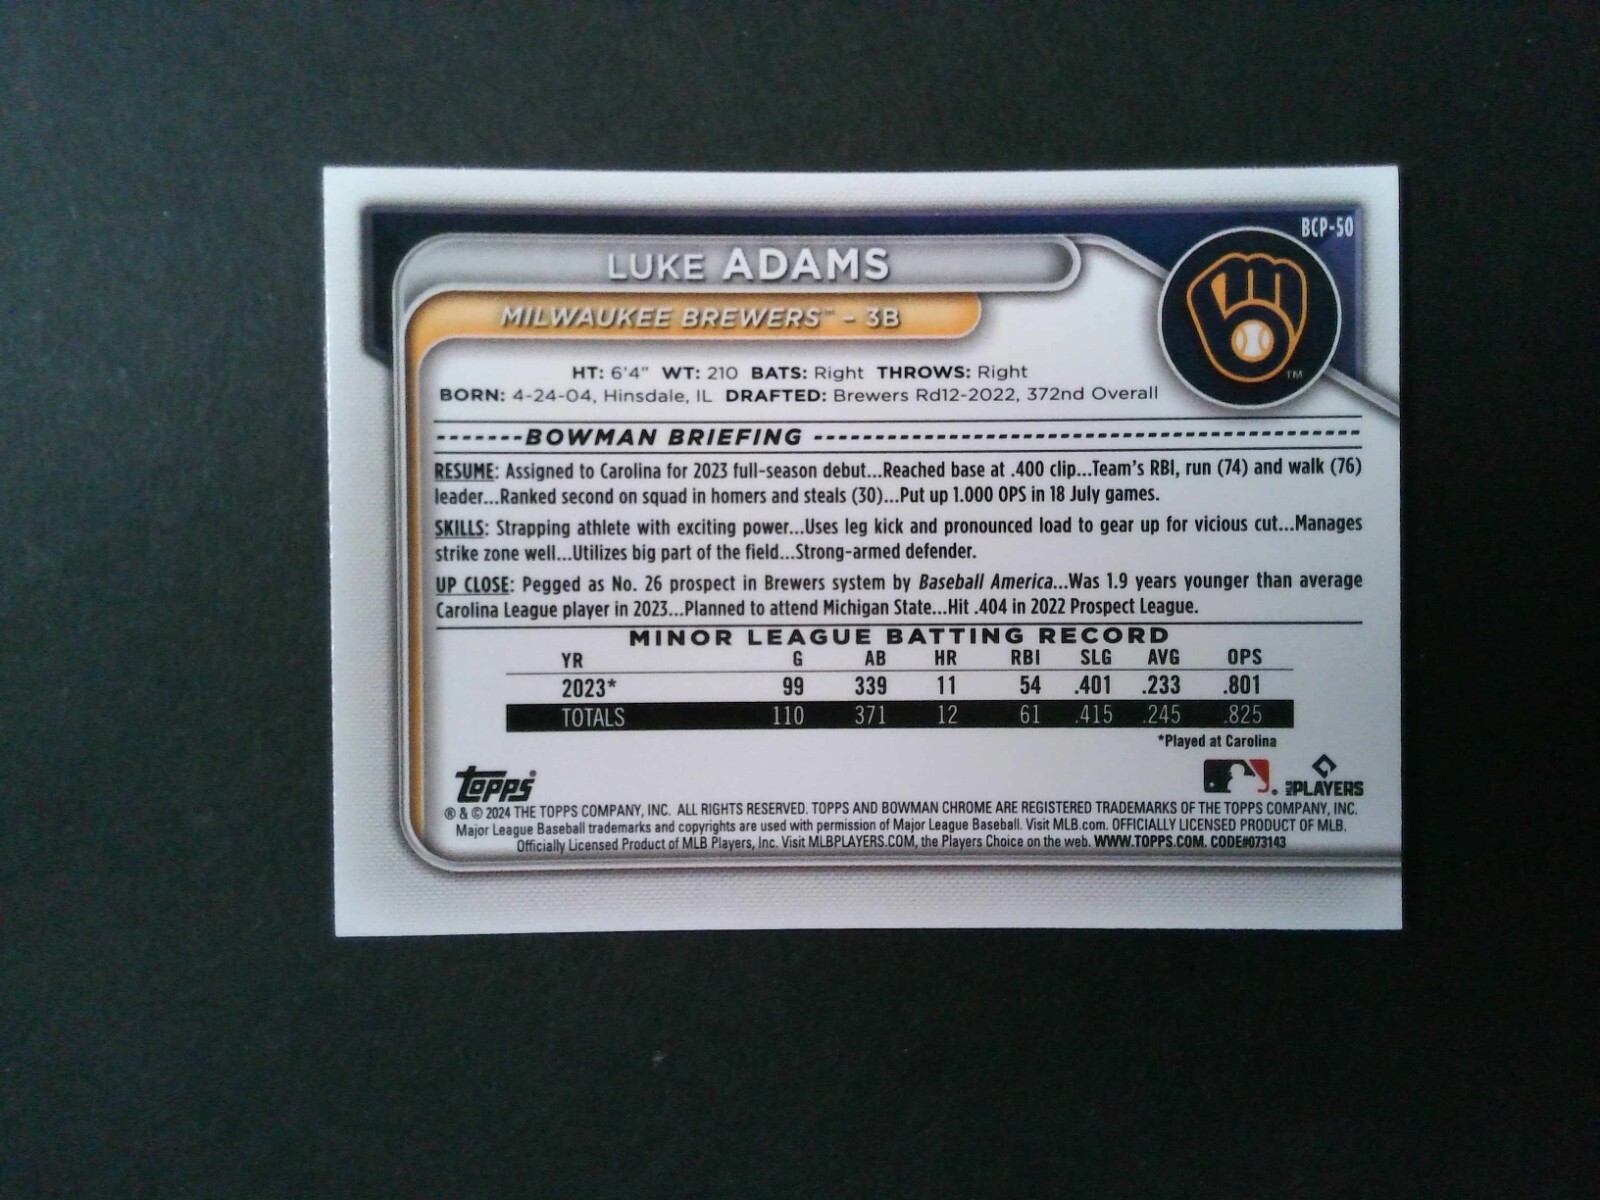 BCP-50
LUKE ADAMS
MILWAUKEE BREWERS™ - 3B
TM
HT: 6'4" WT: 210 BATS: Right THROWS: Right
BORN: 4-24-04, Hinsdale, IL DRAFTED: Brewers Rd12-2022, 372nd Overall
-------BOWMAN BRIEFING -------
RESUME: Assigned to Carolina for 2023 full-season debut...Reached base at .400 clip...Team's RBI, run (74) and walk (76)
leader...Ranked second on squad in homers and steals (30)...Put up 1.000 OPS in 18 July games.
SKILLS: Strapping athlete with exciting power...Uses leg kick and pronounced load to gear up for vicious cut...Manages
strike zone well...Utilizes big part of the field...Strong-armed defender.
UP CLOSE: Pegged as No. 26 prospect in Brewers system by Baseball America...Was 1.9 years younger than average
Carolina League player in 2023...Planned to attend Michigan State...Hit .404 in 2022 Prospect League.
MINOR LEAGUE BATTING RECORD
YR G AB HR RBI SLG AVG OPS
2023* 99 339 11 54 .401 .233 .801
TOTALS 110 371 12 61 .415 .245 .825
*Played at Carolina
Topps®
MLB PLAYERS
® & © 2024 THE TOPPS COMPANY, INC. ALL RIGHTS RESERVED. TOPPS AND BOWMAN CHROME ARE REGISTERED TRADEMARKS OF THE TOPPS COMPANY, INC.
Major League Baseball trademarks and copyrights are used with permission of Major League Baseball. Visit MLB.com. OFFICIALLY LICENSED PRODUCT OF MLB.
Officially Licensed Product of MLB Players, Inc. Visit MLBPLAYERS.COM, the Players Choice on the web. WWW.TOPPS.COM. CODE#073143